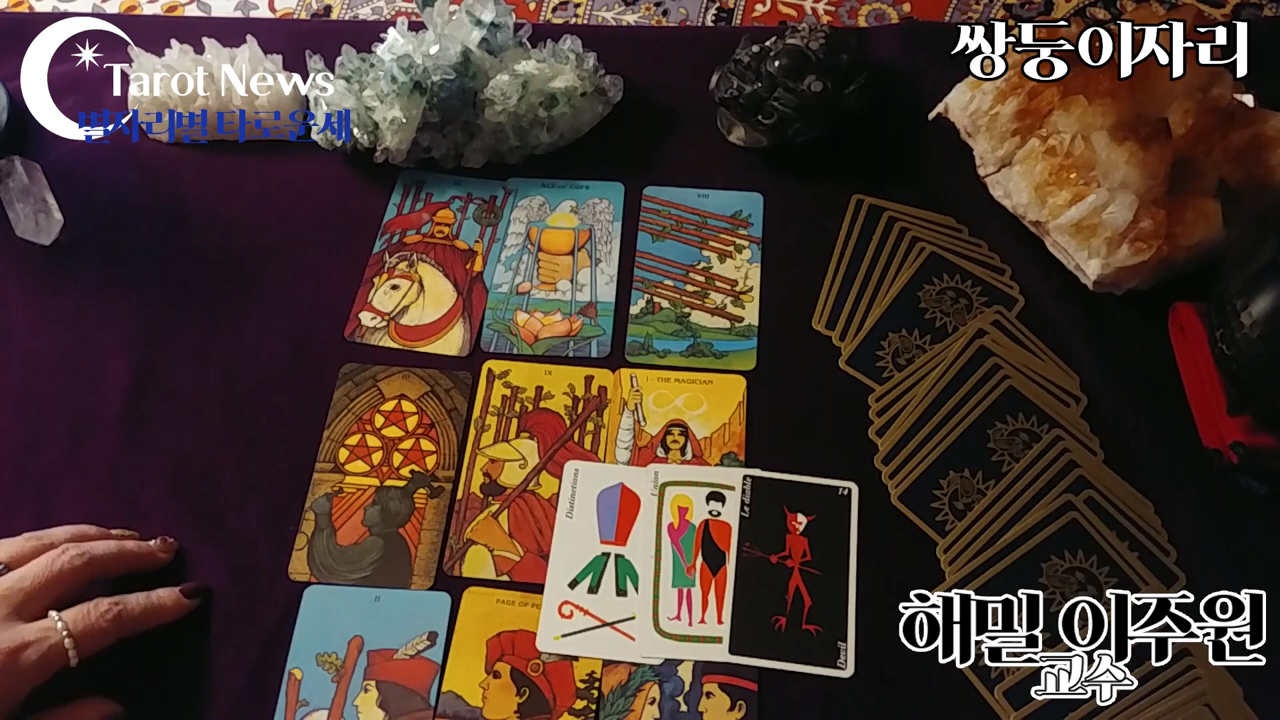 Tarot News
별자리별 타로운세
쌍둥이자리
ACE OF CUPS
VIII
IX
I - THE MAGICIAN
Distinctions
Union
Le diable
14
Devil
II
PAGE OF
해밀 이주원
교수